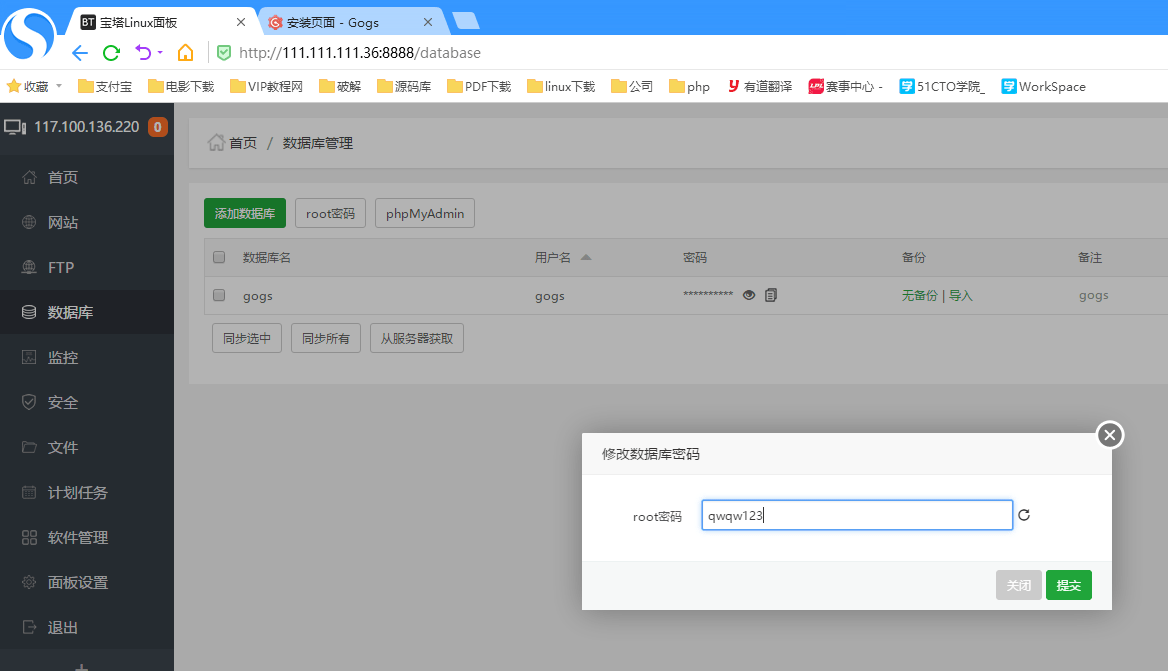 BT 宝塔Linux面板
安装页面 - Gogs
http://111.111.111.36:8888/database
收藏 支付宝 电影下载 VIP教程网 破解 源码库 PDF下载 linux下载 公司 php 有道翻译 赛事中心 - 学 51CTO学院_ 学 WorkSpace
117.100.136.220 0
首页
网站
FTP
数据库
监控
安全
文件
计划任务
软件管理
面板设置
退出
首页 / 数据库管理
添加数据库 root密码 phpMyAdmin
数据库名 用户名 密码 备份 备注
gogs gogs ********** 无备份 | 导入 gogs
同步选中 同步所有 从服务器获取
修改数据库密码
root密码 qwqw123
关闭 提交